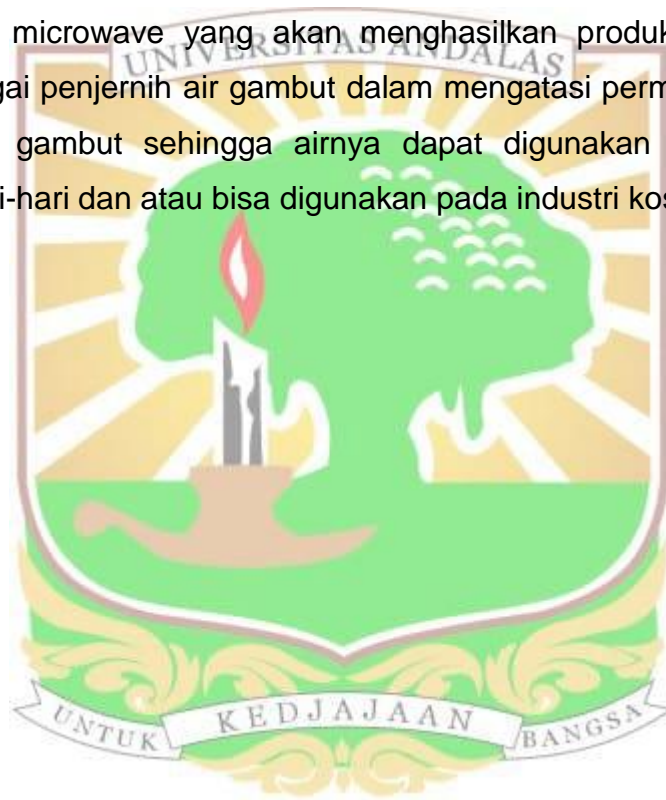 microwave yang akan menghasilkan produk
UNIVERSITAS ANDALAS
gai penjernih air gambut dalam mengatasi perm
gambut sehingga airnya dapat digunakan
i-hari dan atau bisa digunakan pada industri kos
UNTUK KEDJAJAAN BANGSA